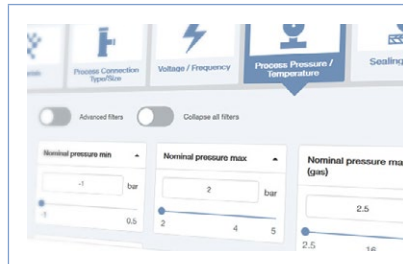 Process Connection
Type/Size
Voltage / Frequency
Process Pressure /
Temperature
Sealing
Advanced filters
Collapse all filters
Nominal pressure min
-1
bar
-1
0.5
Nominal pressure max
2
bar
2
4
5
Nominal pressure ma
(gas)
2.5
2.5
16